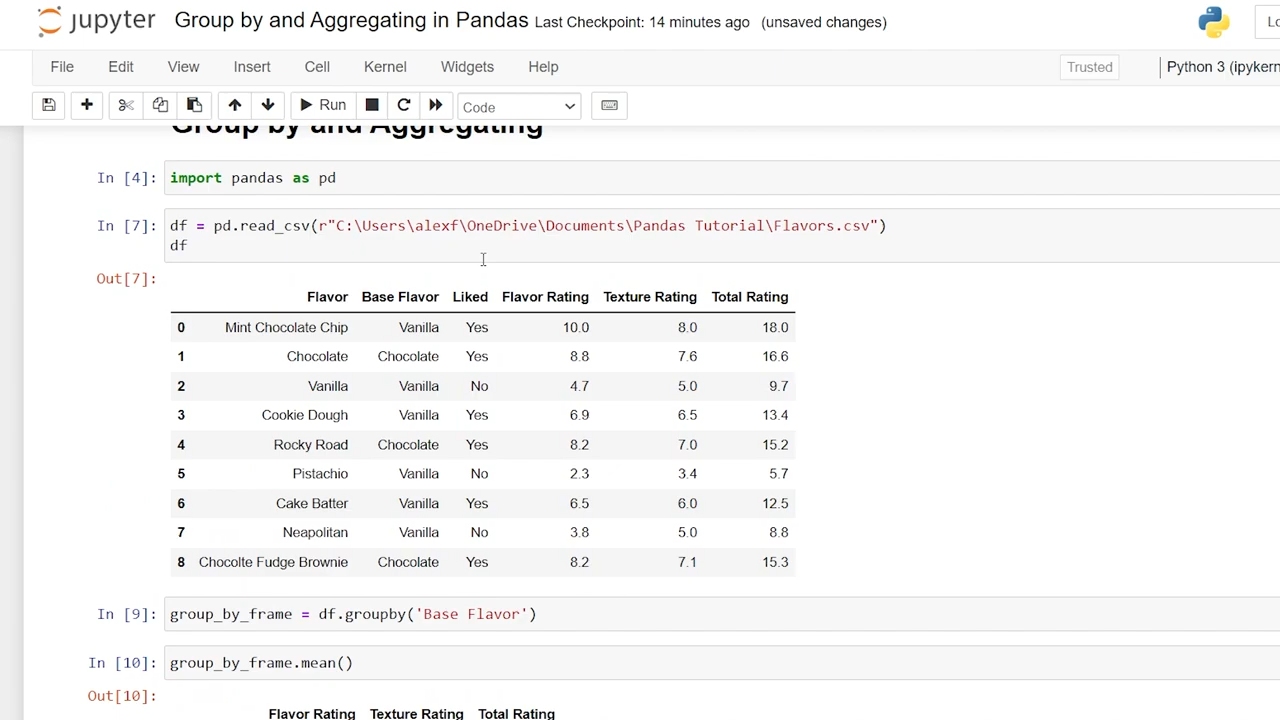 jupyter Group by and Aggregating in Pandas Last Checkpoint: 14 minutes ago (unsaved changes)
File Edit View Insert Cell Kernel Widgets Help Trusted Python 3 (ipykern
Run Code
Group by and Aggregating
In [4]: import pandas as pd
In [7]: df = pd.read_csv(r"C:\Users\alexf\OneDrive\Documents\Pandas Tutorial\Flavors.csv")
df
Out[7]:
Flavor Base Flavor Liked Flavor Rating Texture Rating Total Rating
0 Mint Chocolate Chip Vanilla Yes 10.0 8.0 18.0
1 Chocolate Chocolate Yes 8.8 7.6 16.6
2 Vanilla Vanilla No 4.7 5.0 9.7
3 Cookie Dough Vanilla Yes 6.9 6.5 13.4
4 Rocky Road Chocolate Yes 8.2 7.0 15.2
5 Pistachio Vanilla No 2.3 3.4 5.7
6 Cake Batter Vanilla Yes 6.5 6.0 12.5
7 Neapolitan Vanilla No 3.8 5.0 8.8
8 Chocolte Fudge Brownie Chocolate Yes 8.2 7.1 15.3
In [9]: group_by_frame = df.groupby('Base Flavor')
In [10]: group_by_frame.mean()
Out[10]:
Flavor Rating Texture Rating Total Rating